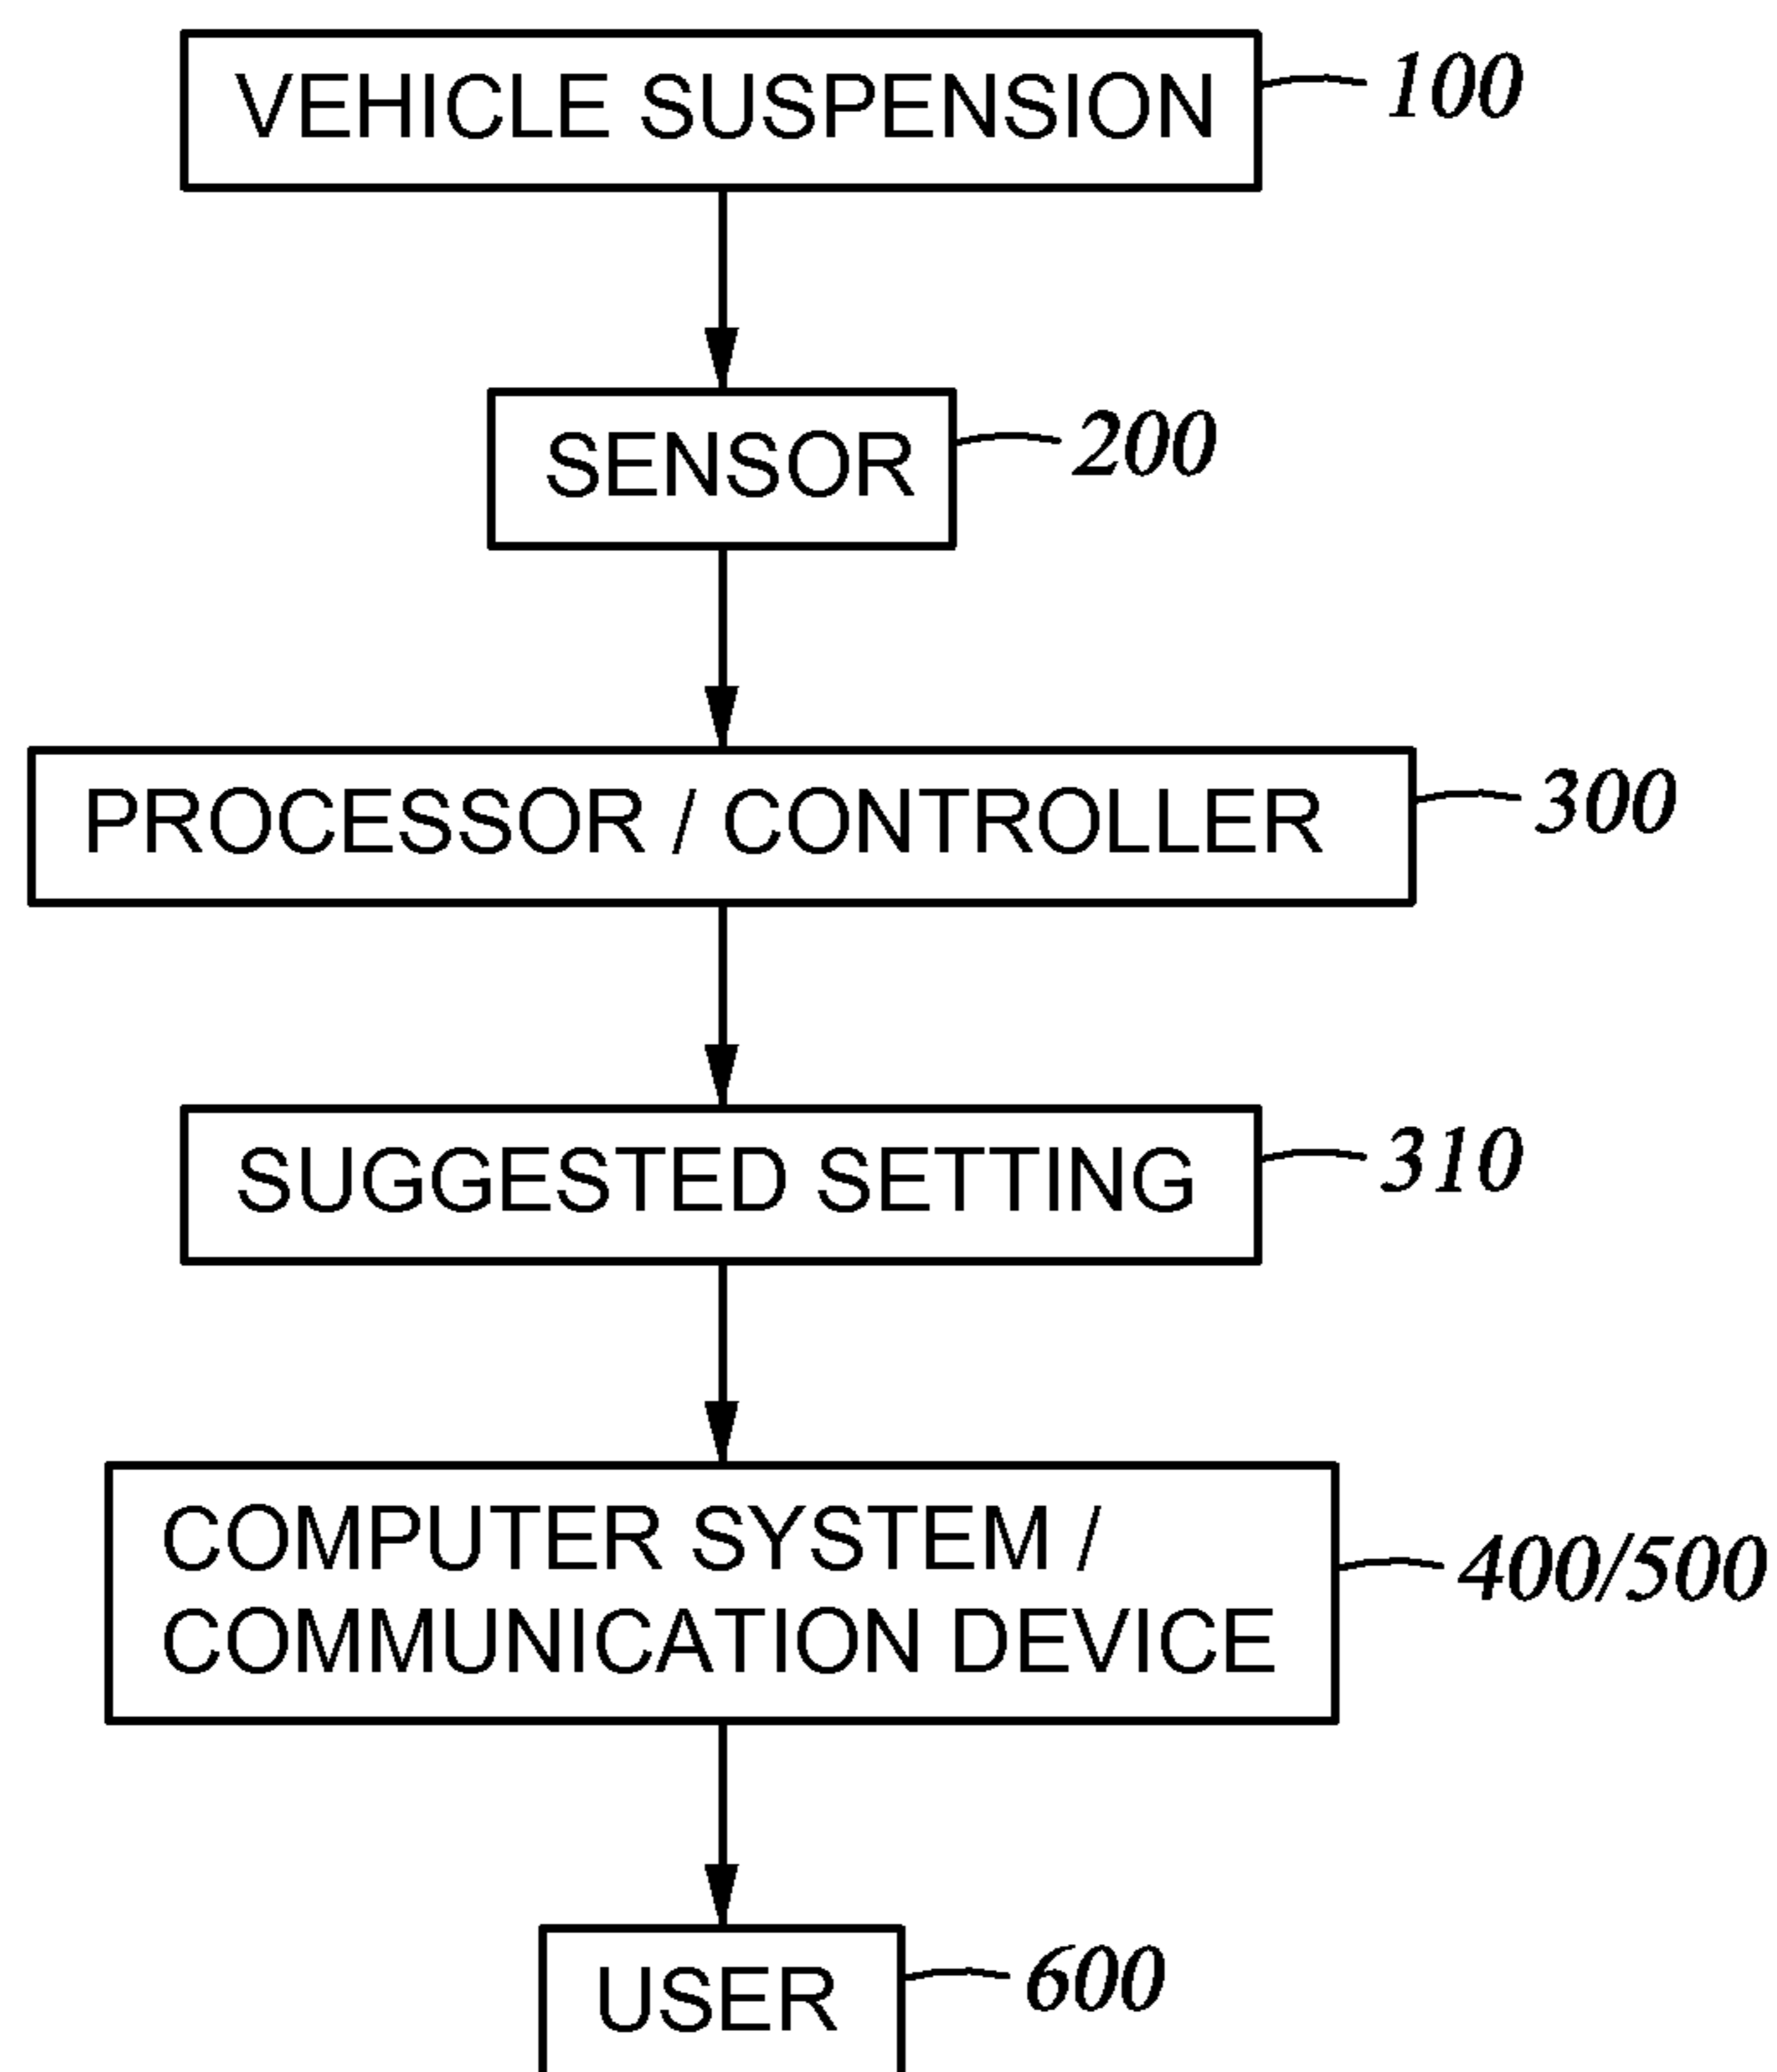 VEHICLE SUSPENSION 100
SENSOR 200
PROCESSOR / CONTROLLER 300
SUGGESTED SETTING 310
COMPUTER SYSTEM /
COMMUNICATION DEVICE
400/500
USER 600